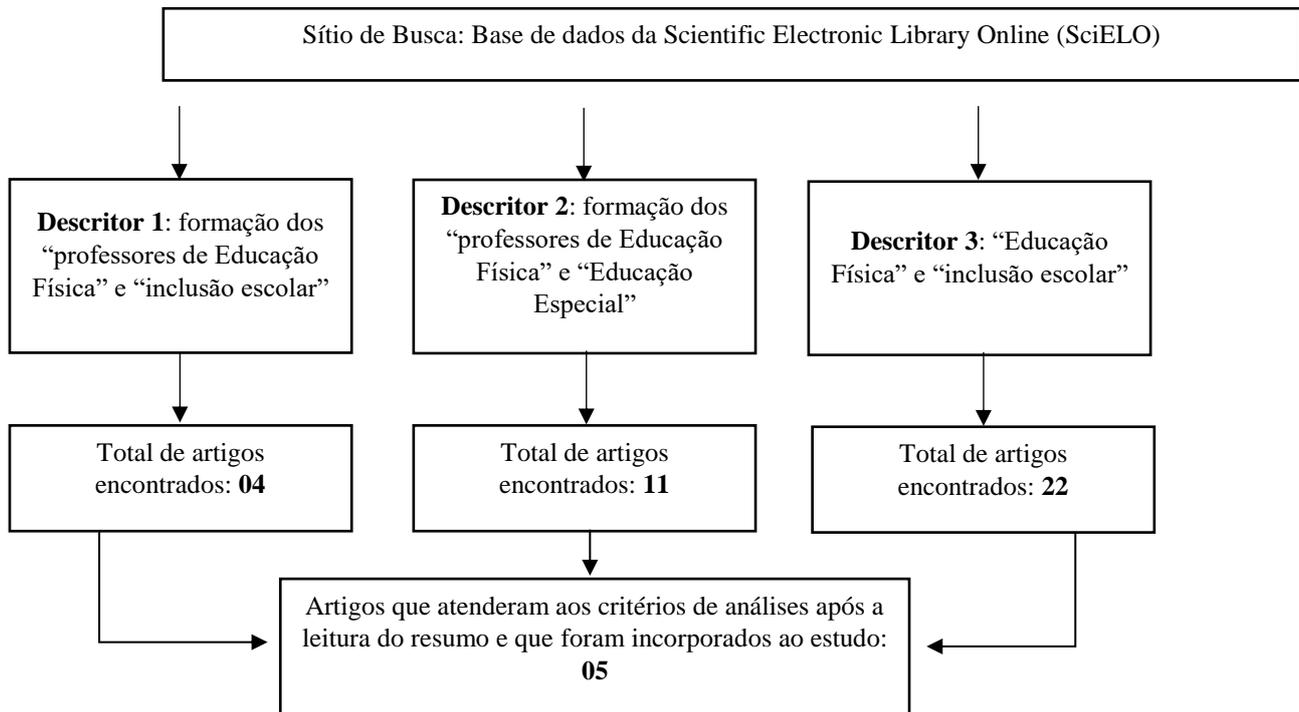 Sítio de Busca: Base de dados da Scientific Electronic Library Online (SciELO)
Descritor 1: formação dos
“professores de Educação
Física” e “inclusão escolar”
Descritor 2: formação dos
“professores de Educação
Física” e “Educação
Especial”
Descritor 3: “Educação
Física” e “inclusão escolar”
Total de artigos
encontrados: 04
Total de artigos
encontrados: 11
Total de artigos
encontrados: 22
Artigos que atenderam aos critérios de análises após a
leitura do resumo e que foram incorporados ao estudo:
05